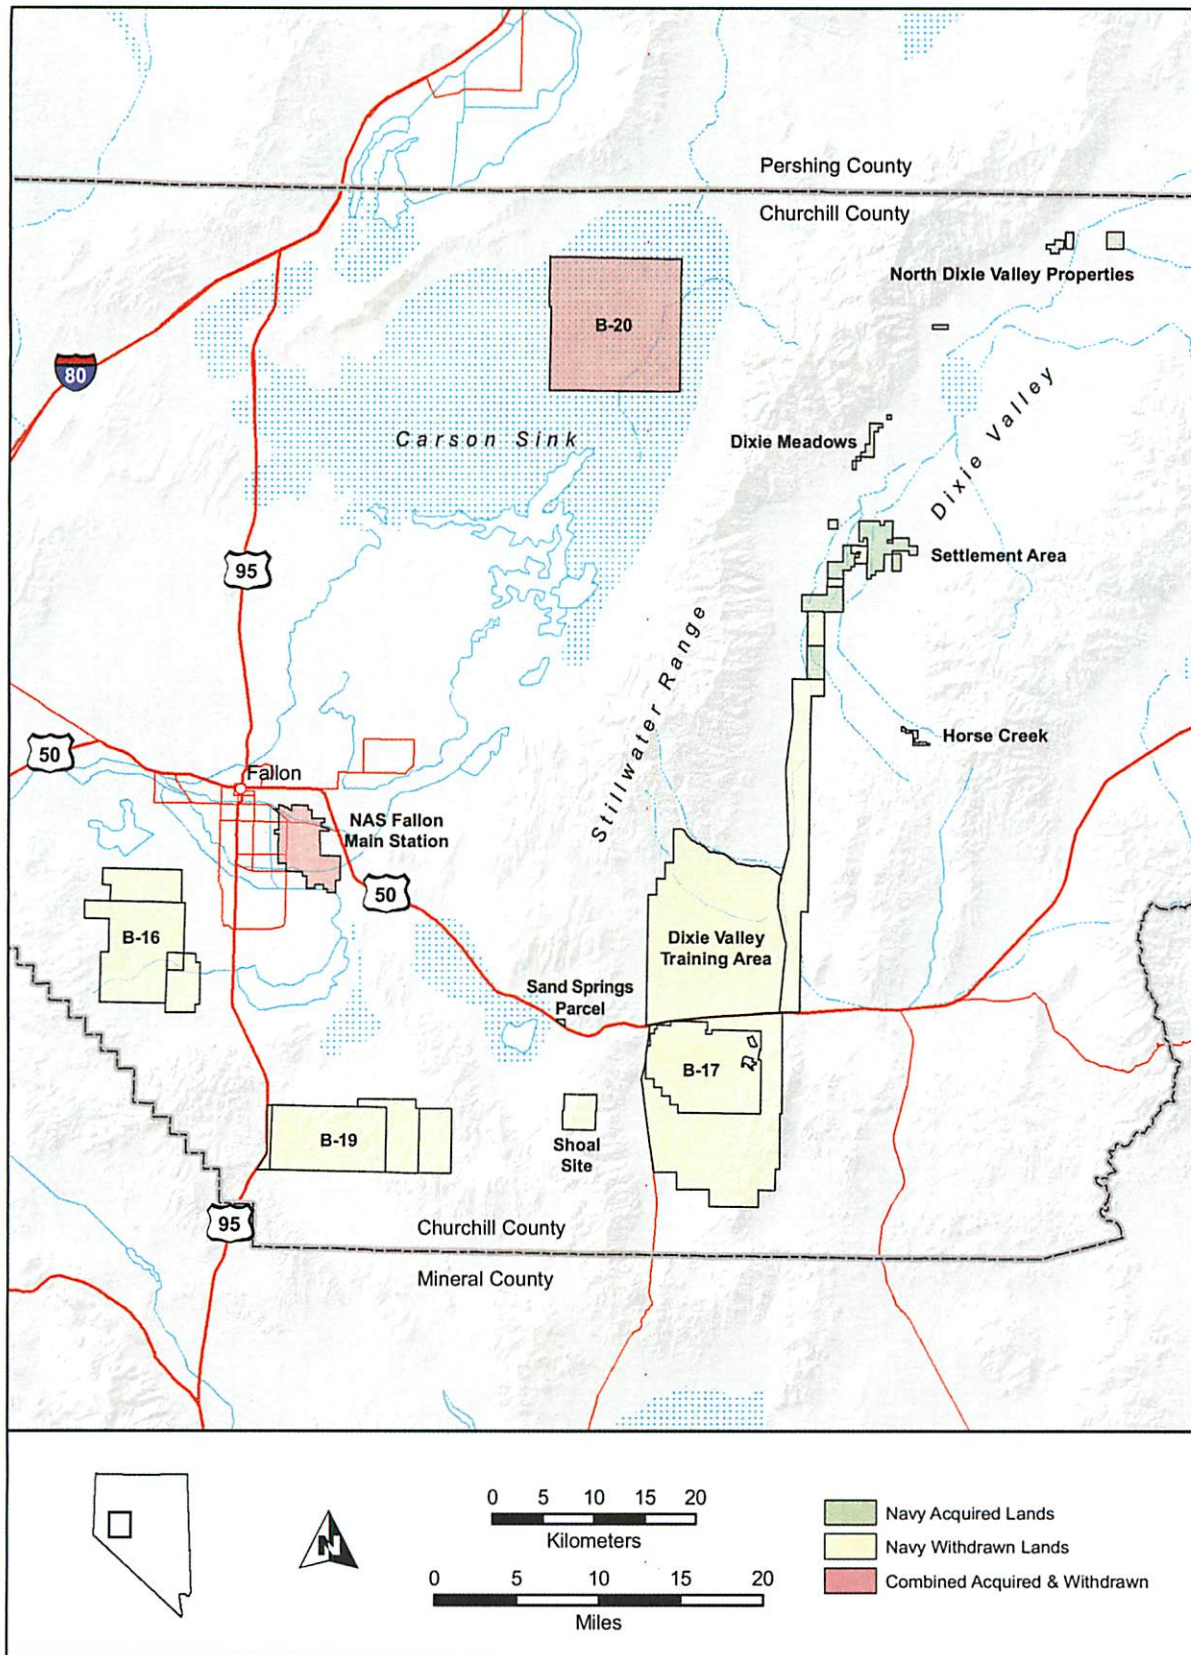 Pershing County
Churchill County
North Dixie Valley Properties
B-20
80
Carson Sink
Dixie Meadows
Dixie Valley
Settlement Area
95
Stillwater Range
Horse Creek
50
Fallon
NAS Fallon
Main Station
50
B-16
Dixie Valley
Training Area
Sand Springs
Parcel
B-17
B-19
Shoal
Site
95
Churchill County
Mineral County
N
0 5 10 15 20
Kilometers
0 5 10 15 20
Miles
Navy Acquired Lands
Navy Withdrawn Lands
Combined Acquired & Withdrawn